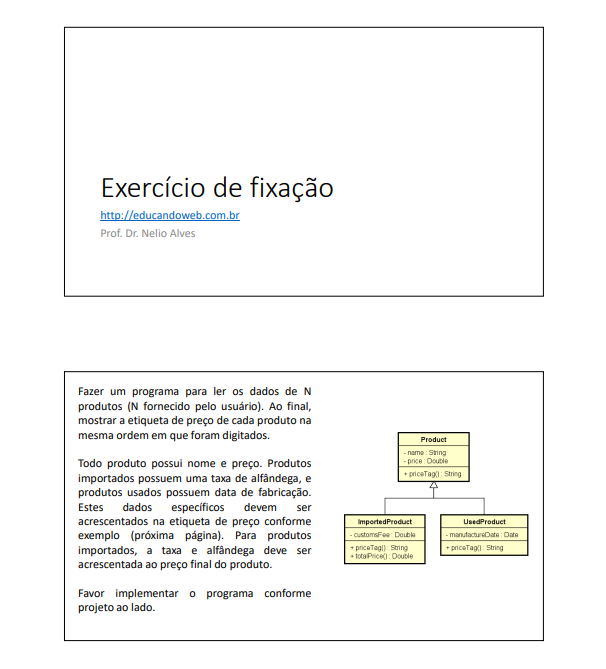 Exercício de fixação
http://educandoweb.com.br
Prof. Dr. Nelio Alves
Fazer um programa para ler os dados de N
produtos (N fornecido pelo usuário). Ao final,
mostrar a etiqueta de preço de cada produto na
mesma ordem em que foram digitados.
Todo produto possui nome e preço. Produtos
importados possuem uma taxa de alfândega, e
produtos usados possuem data de fabricação.
Estes dados específicos devem ser
acrescentados na etiqueta de preço conforme
exemplo (próxima página). Para produtos
importados, a taxa e alfândega deve ser
acrescentada ao preço final do produto.
Favor implementar o programa conforme
projeto ao lado.
Product
- name : String
- price : Double
+ priceTag() : String
ImportedProduct
- customsFee : Double
+ priceTag() : String
+ totalPrice() : Double
UsedProduct
- manufactureDate : Date
+ priceTag() : String